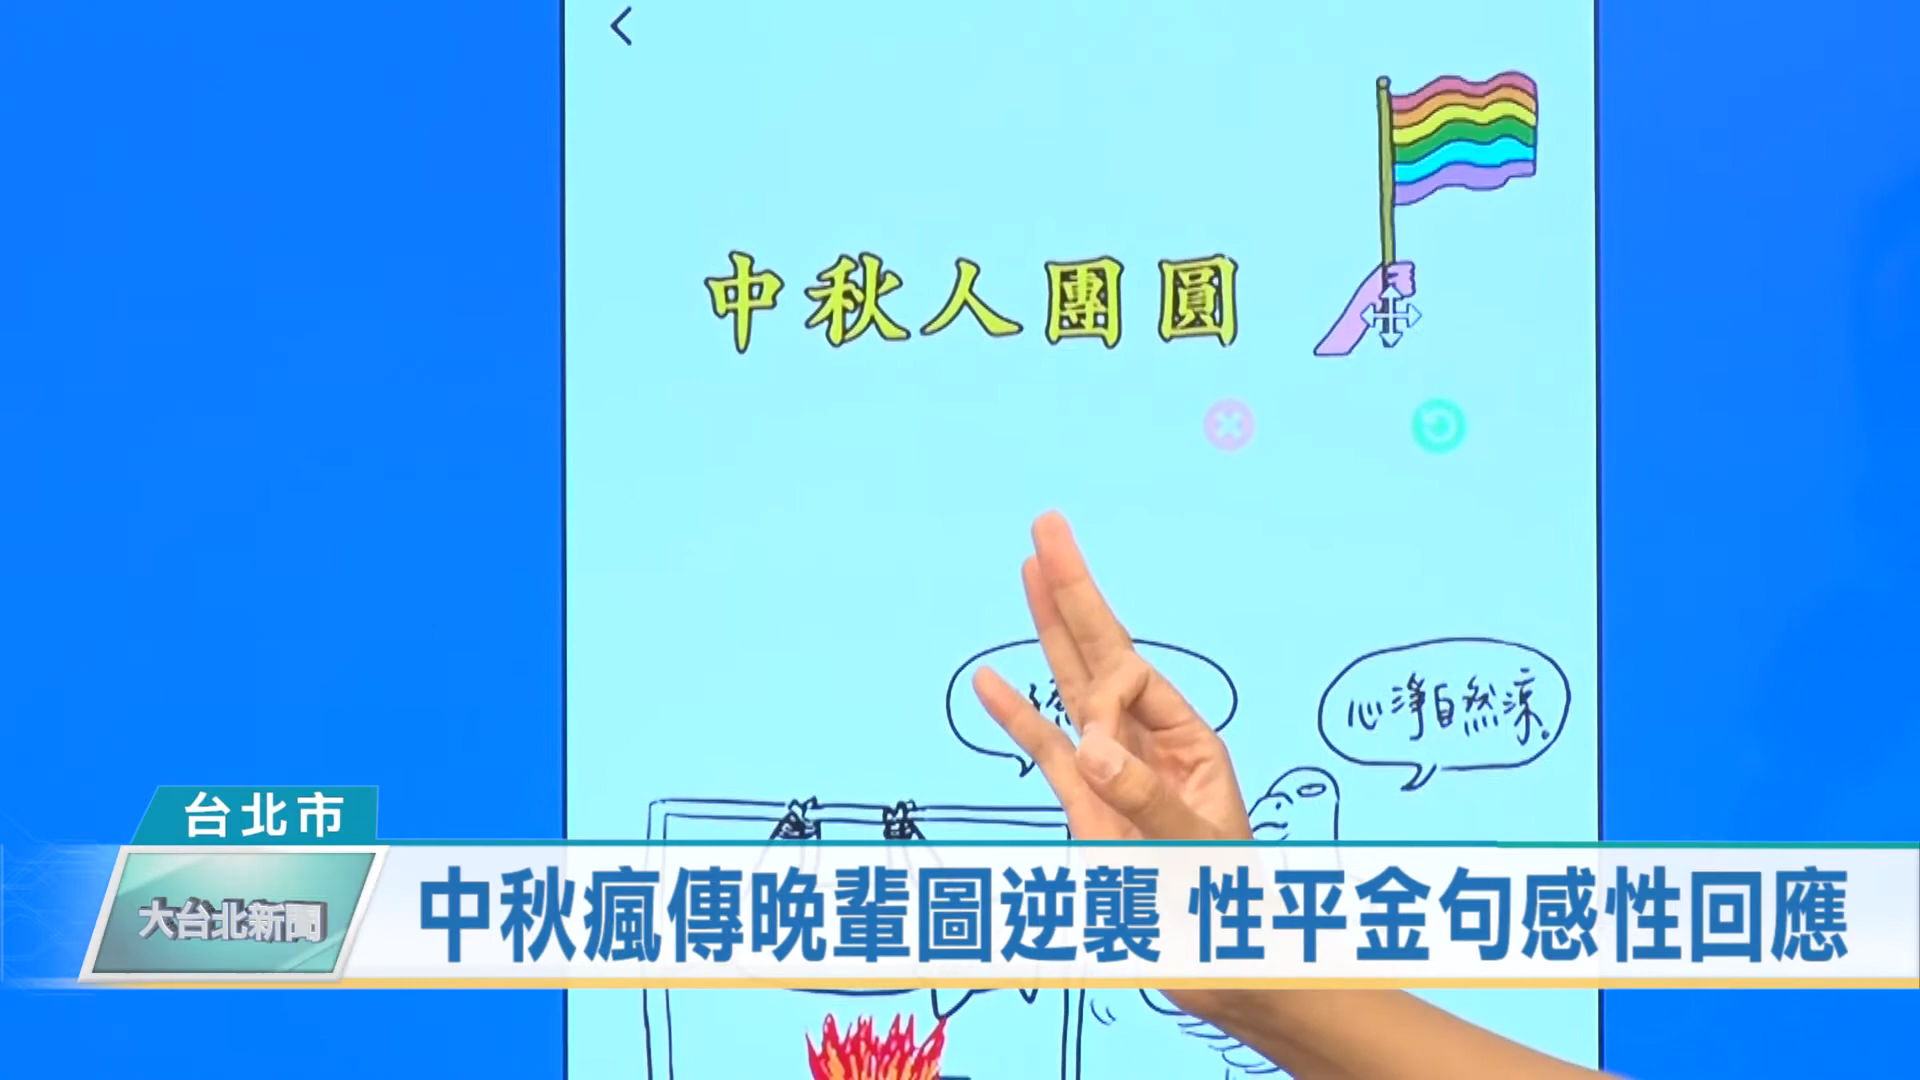 中秋人團圓
心淨自然涼。
台北市
大台北新聞
中秋瘋傳晚輩圖逆襲 性平金句感性回應